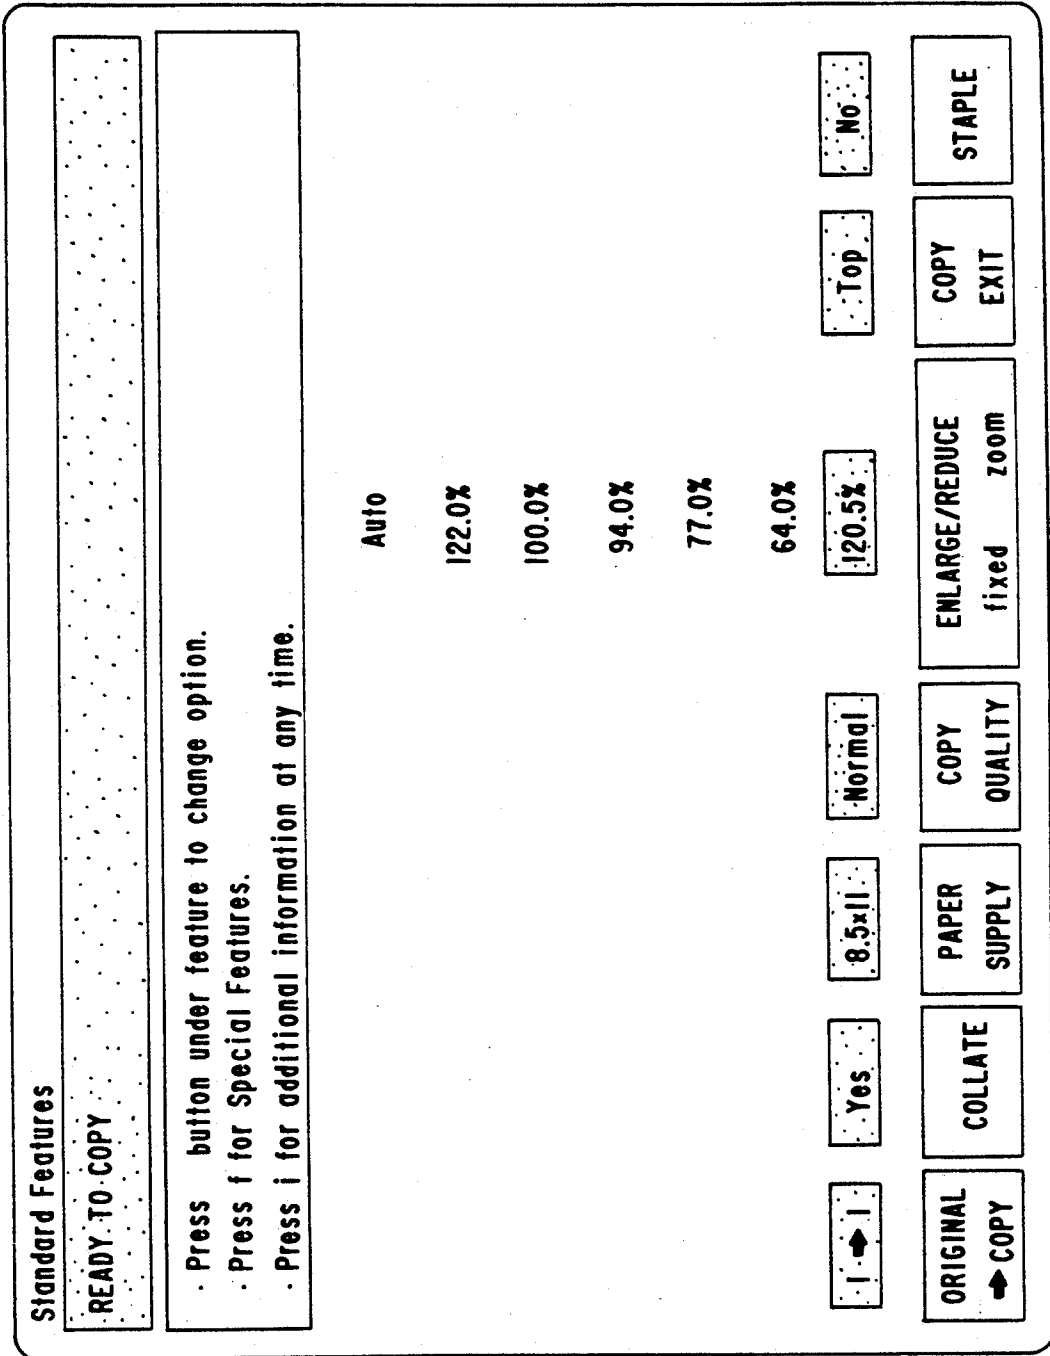 Standard Features
READY TO COPY
· Press button under feature to change option.
· Press f for Special Features.
· Press i for additional information at any time.
Auto
122.0%
100.0%
94.0%
77.0%
64.0%
1 → 1 Yes 8.5x11 Normal 120.5% Top No
ORIGINAL COLLATE PAPER COPY ENLARGE/REDUCE COPY STAPLE
→ COPY SUPPLY QUALITY fixed zoom EXIT